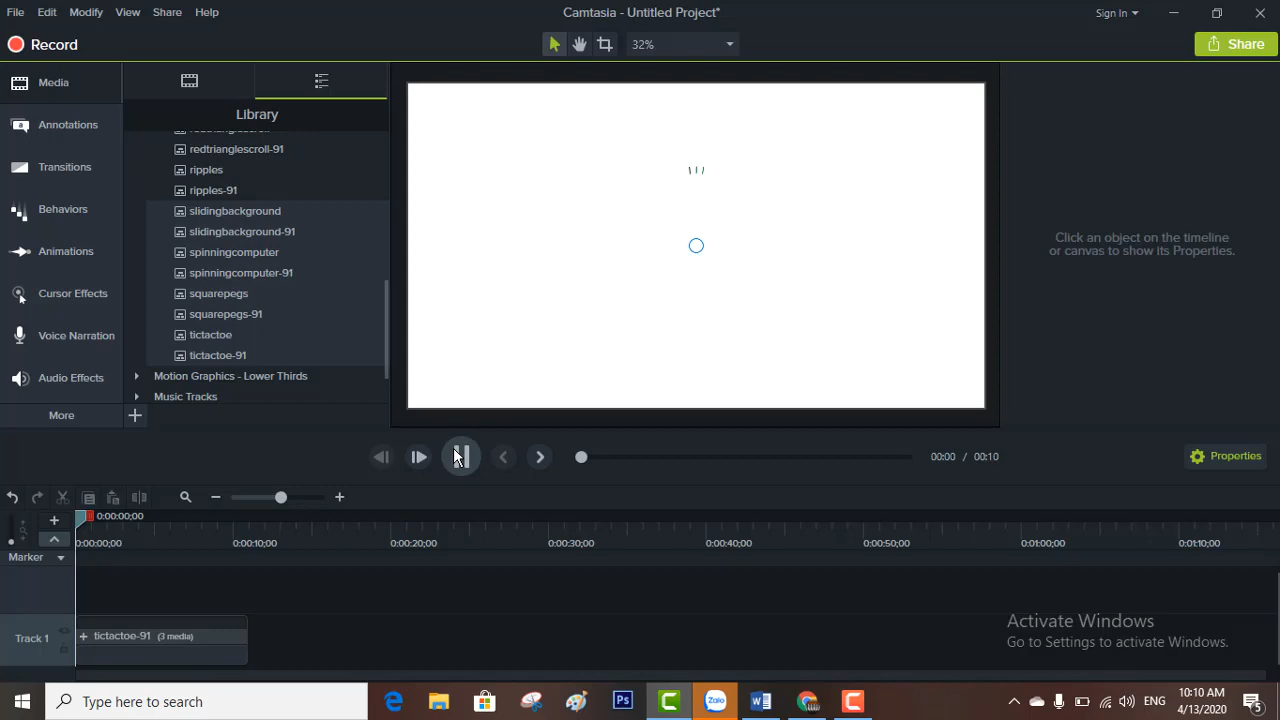 File Edit Modify View Share Help Camtasia - Untitled Project* Sign In
Record 32% Share
Media
Library
Annotations
redtrianglescroll-91
Transitions ripples
ripples-91
Behaviors slidingbackground
slidingbackground-91
Animations spinningcomputer
spinningcomputer-91
Cursor Effects squarepegs
squarepegs-91
Voice Narration tictactoe
tictactoe-91
Audio Effects Motion Graphics - Lower Thirds
More Music Tracks
Click an object on the timeline
or canvas to show its Properties.
00:00 / 00:10 Properties
0:00:00;00
0:00:00;00 0:00:10;00 0:00:20;00 0:00:30;00 0:00:40;00 0:00:50;00 0:01:00;00 0:01:10;00
Marker
Track 1 + tictactoe-91 (3 media)
Activate Windows
Go to Settings to activate Windows.
Type here to search Ps Zalo ENG 10:10 AM
4/13/2020 5